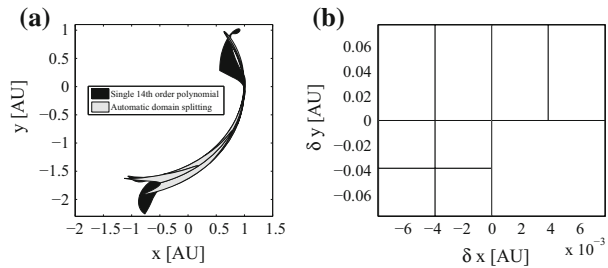 (a)
1
0.5
0
−0.5
−1
−1.5
−2
y [AU]
Single 14th order polynomial
Automatic domain splitting
−2 −1.5 −1 −0.5 0 0.5 1 1.5
x [AU]
(b)
0.06
0.04
0.02
0
−0.02
−0.04
−0.06
δ y [AU]
−6 −4 −2 0 2 4 6
x 10⁻³
δ x [AU]